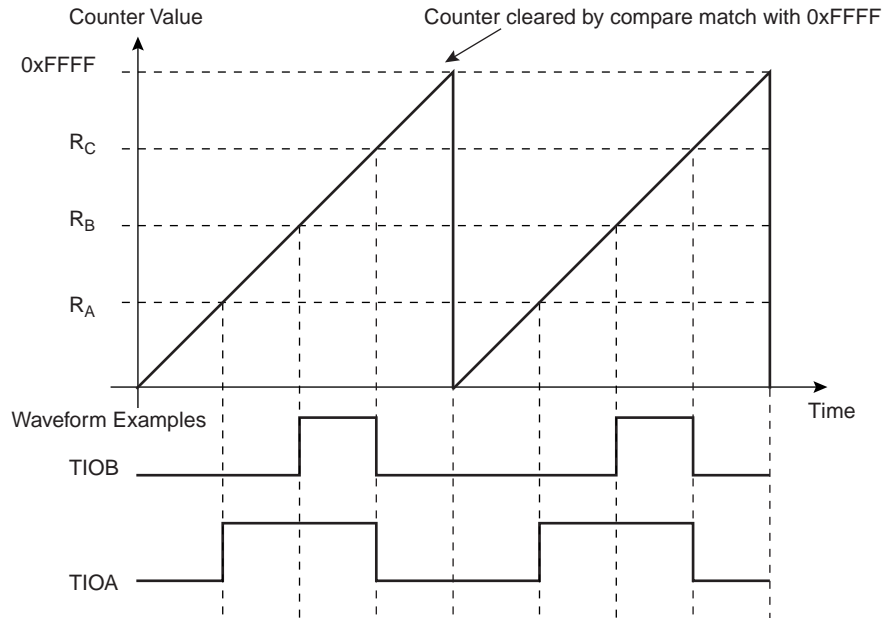 Counter Value
Counter cleared by compare match with 0xFFFF
0xFFFF
RC
RB
RA
Time
Waveform Examples
TIOB
TIOA